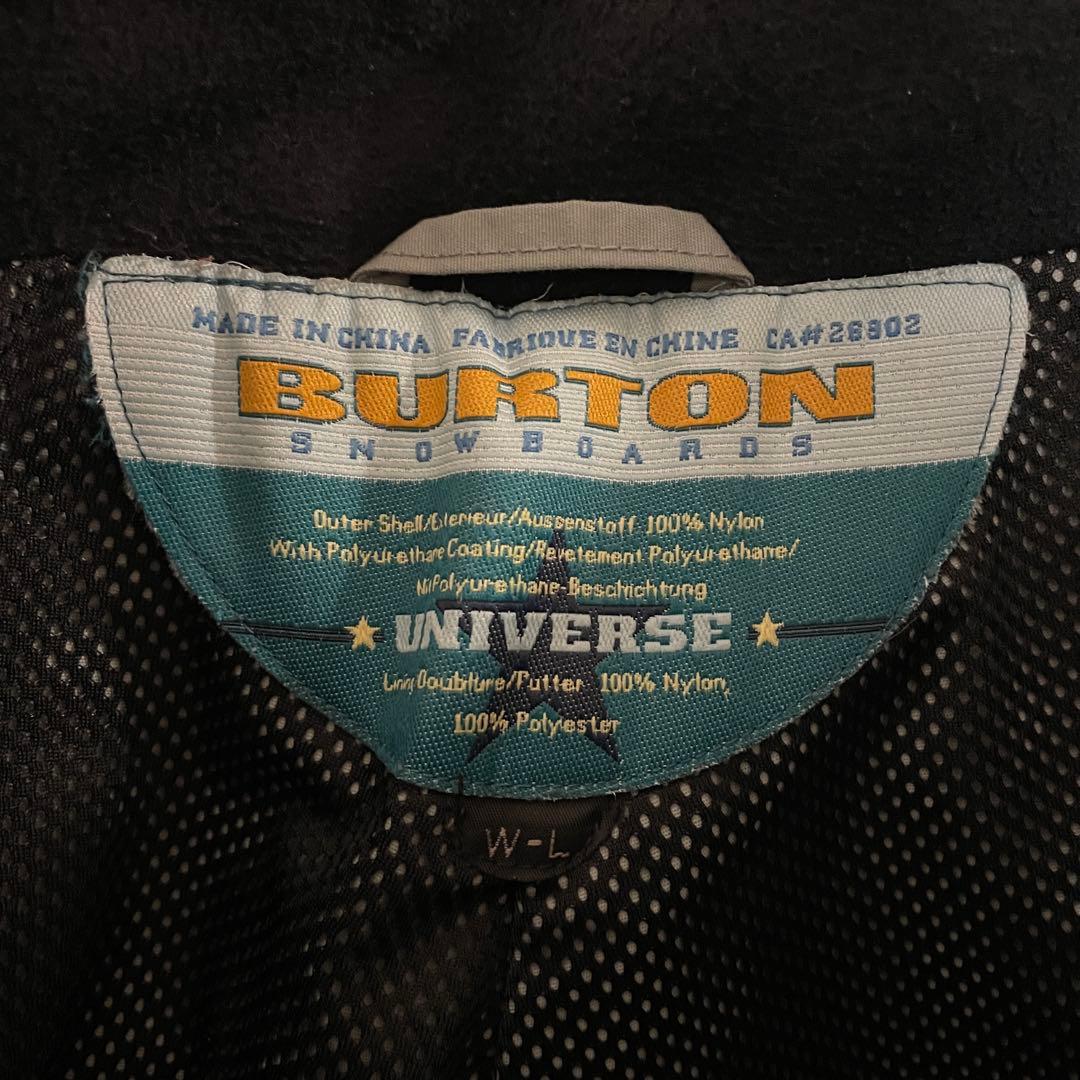 MADE IN CHINA FABRIQUE EN CHINE CA#26902
BURTON
SNOWBOARDS
Outer Shell/Exterieur/Aussenstoff 100% Nylon
With Polyurethane Coating/Revetement Polyurethane/
Mit Polyurethane-Beschichtung
UNIVERSE
Lining/Doublure/Futter 100% Nylon,
100% Polyester
W-L